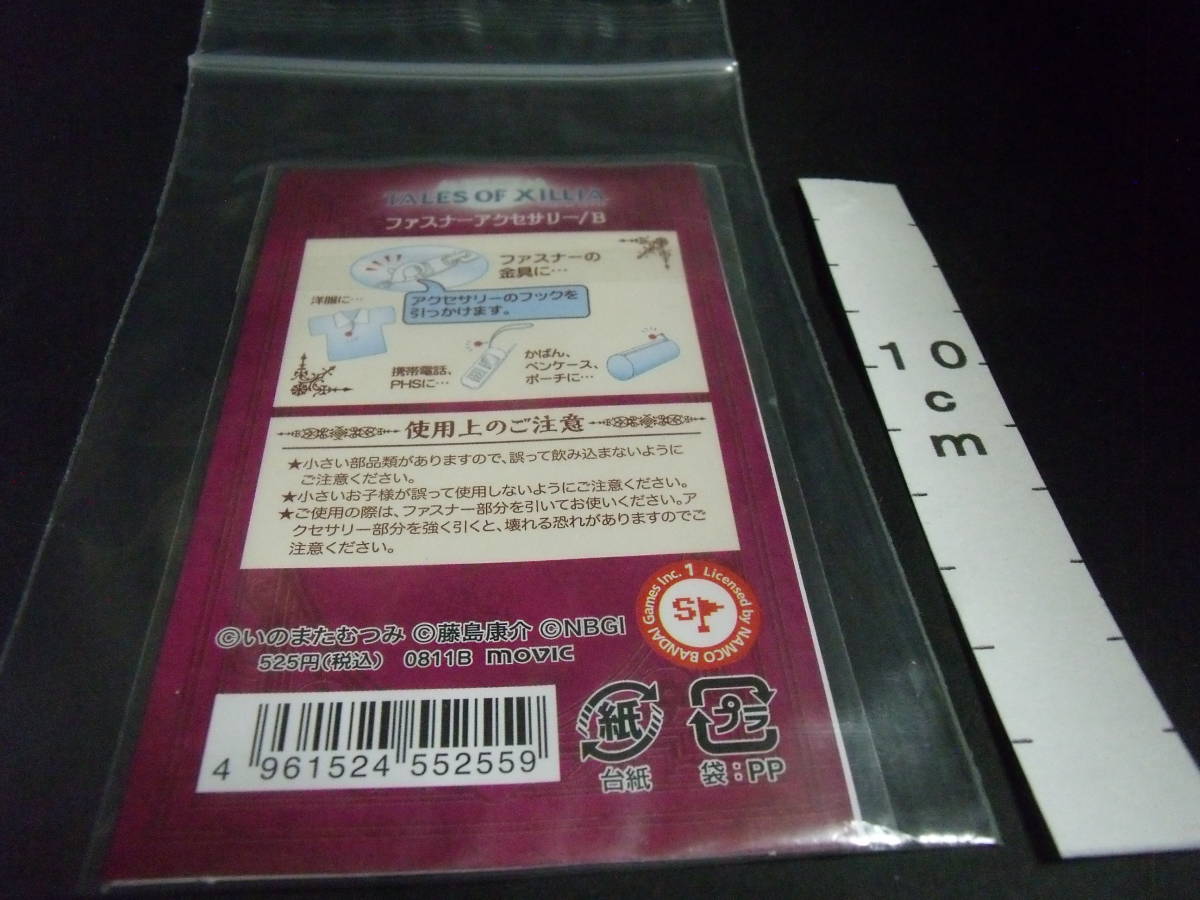 TALES OF XILLIA
ファスナーアクセサリー/B
ファスナーの
金具に…
アクセサリーのフックを
引っかけます。
洋服に…
携帯電話、
PHSに…
かばん、
ペンケース、
ポーチに…
使用上のご注意
★小さい部品類がありますので、誤って飲み込まないように
ご注意ください。
★小さいお子様が誤って使用しないようにご注意ください。
★ご使用の際は、ファスナー部分を引いてお使いください。ア
クセサリー部分を強く引くと、壊れる恐れがありますのでご
注意ください。
©いのまたむつみ ©藤島康介 ©NBGI
525円(税込) 0811B movic
Licensed by NAMCO BANDAI Games Inc. 1
SP
4 961524 552559
紙
台紙
プラ
袋:PP
10
cm